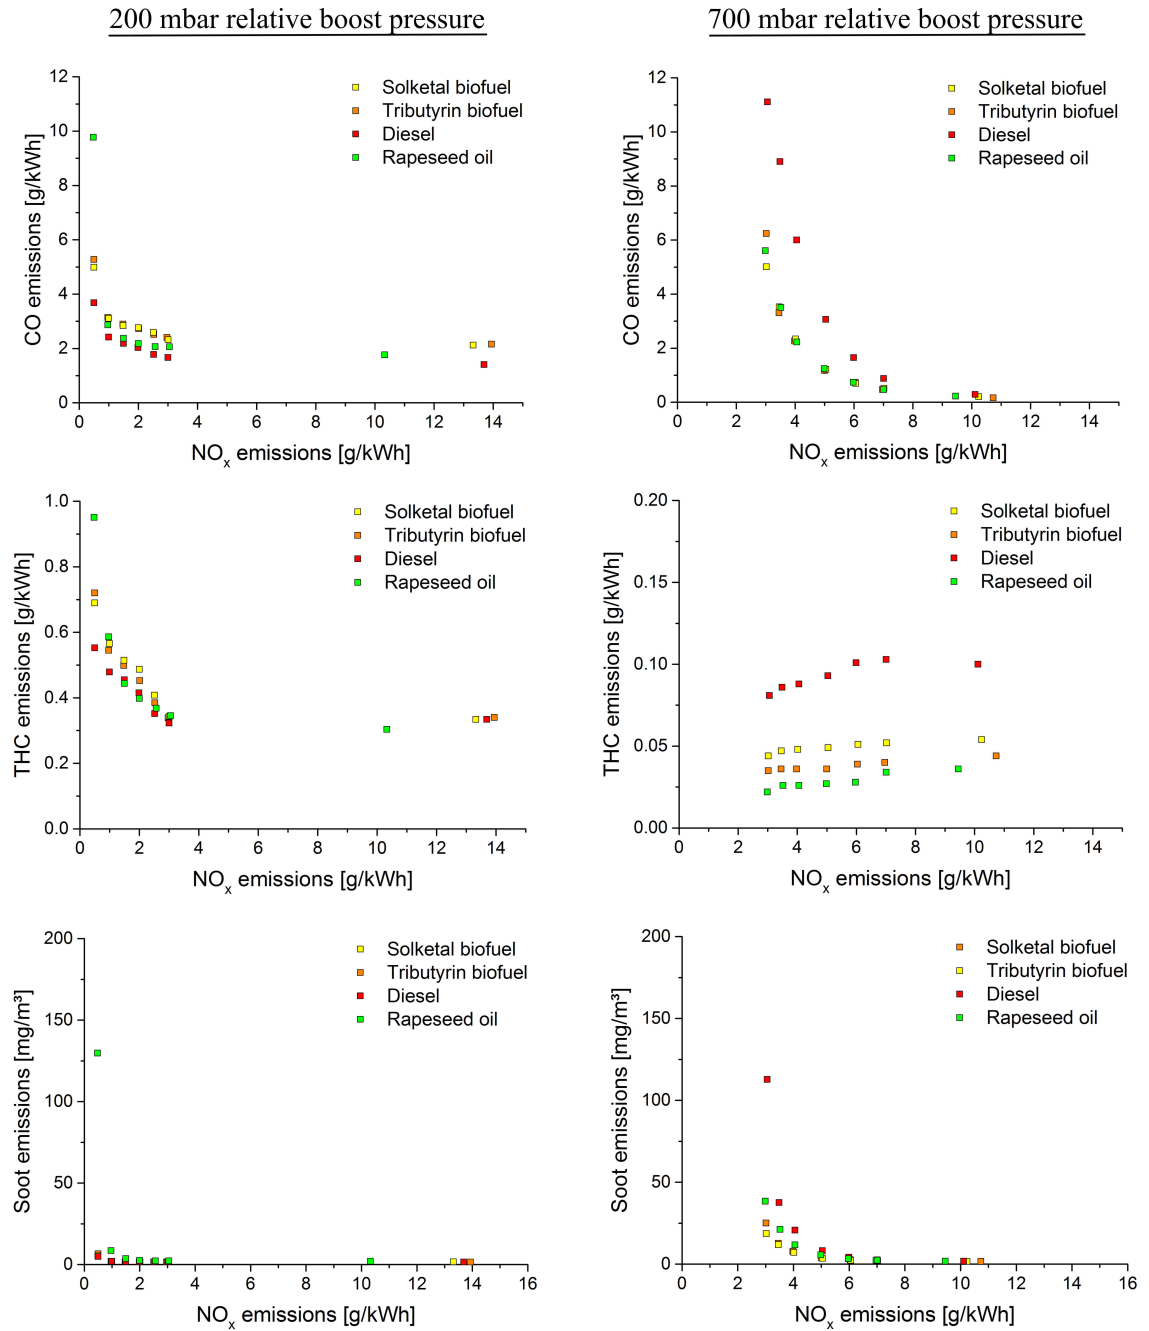 200 mbar relative boost pressure
700 mbar relative boost pressure
12
10
8
6
4
2
0
CO emissions [g/kWh]
Solketal biofuel
Tributyrin biofuel
Diesel
Rapeseed oil
0 2 4 6 8 10 12 14
NOx emissions [g/kWh]
12
10
8
6
4
2
0
CO emissions [g/kWh]
Solketal biofuel
Tributyrin biofuel
Diesel
Rapeseed oil
0 2 4 6 8 10 12 14
NOx emissions [g/kWh]
1.0
0.8
0.6
0.4
0.2
0.0
THC emissions [g/kWh]
Solketal biofuel
Tributyrin biofuel
Diesel
Rapeseed oil
0 2 4 6 8 10 12 14
NOx emissions [g/kWh]
0.20
0.15
0.10
0.05
0.00
THC emissions [g/kWh]
Solketal biofuel
Tributyrin biofuel
Diesel
Rapeseed oil
0 2 4 6 8 10 12 14
NOx emissions [g/kWh]
200
150
100
50
0
Soot emissions [mg/m³]
Solketal biofuel
Tributyrin biofuel
Diesel
Rapeseed oil
0 2 4 6 8 10 12 14 16
NOx emissions [g/kWh]
200
150
100
50
0
Soot emissions [mg/m³]
Solketal biofuel
Tributyrin biofuel
Diesel
Rapeseed oil
0 2 4 6 8 10 12 14 16
NOx emissions [g/kWh]